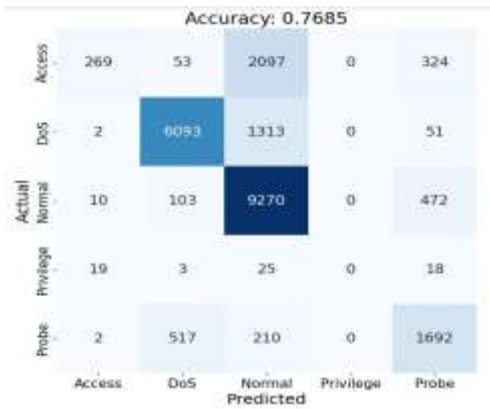 Accuracy: 0.7685
Access 269 53 2097 0 324
DoS 2 6093 1313 0 51
Actual
Normal 10 103 9270 0 472
Privilege 19 3 25 0 18
Probe 2 517 210 0 1692
Access DoS Normal Privilege Probe
Predicted